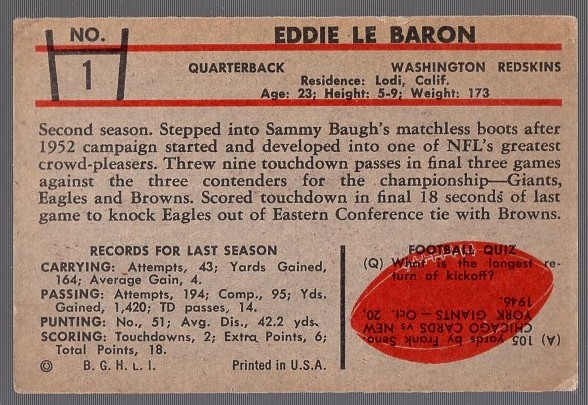 NO.
1
EDDIE LE BARON
QUARTERBACK WASHINGTON REDSKINS
Residence: Lodi, Calif.
Age: 23; Height: 5-9; Weight: 173
Second season. Stepped into Sammy Baugh's matchless boots after
1952 campaign started and developed into one of NFL's greatest
crowd-pleasers. Threw nine touchdown passes in final three games
against the three contenders for the championship—Giants,
Eagles and Browns. Scored touchdown in final 18 seconds of last
game to knock Eagles out of Eastern Conference tie with Browns.
RECORDS FOR LAST SEASON
CARRYING: Attempts, 43; Yards Gained,
164; Average Gain, 4.
PASSING: Attempts, 194; Comp., 95; Yds.
Gained, 1,420; TD passes, 14.
PUNTING: No., 51; Avg. Dis., 42.2 yds.
SCORING: Touchdowns, 2; Extra Points, 6;
Total Points, 18.
© B. G. H. L. I. Printed in U.S.A.
FOOTBALL QUIZ
(Q) What is the longest re-
turn of kickoff?
(A) 105 yards by Frank Seno
CHICAGO CARDS vs NEW
YORK GIANTS — Oct. 20,
1946.